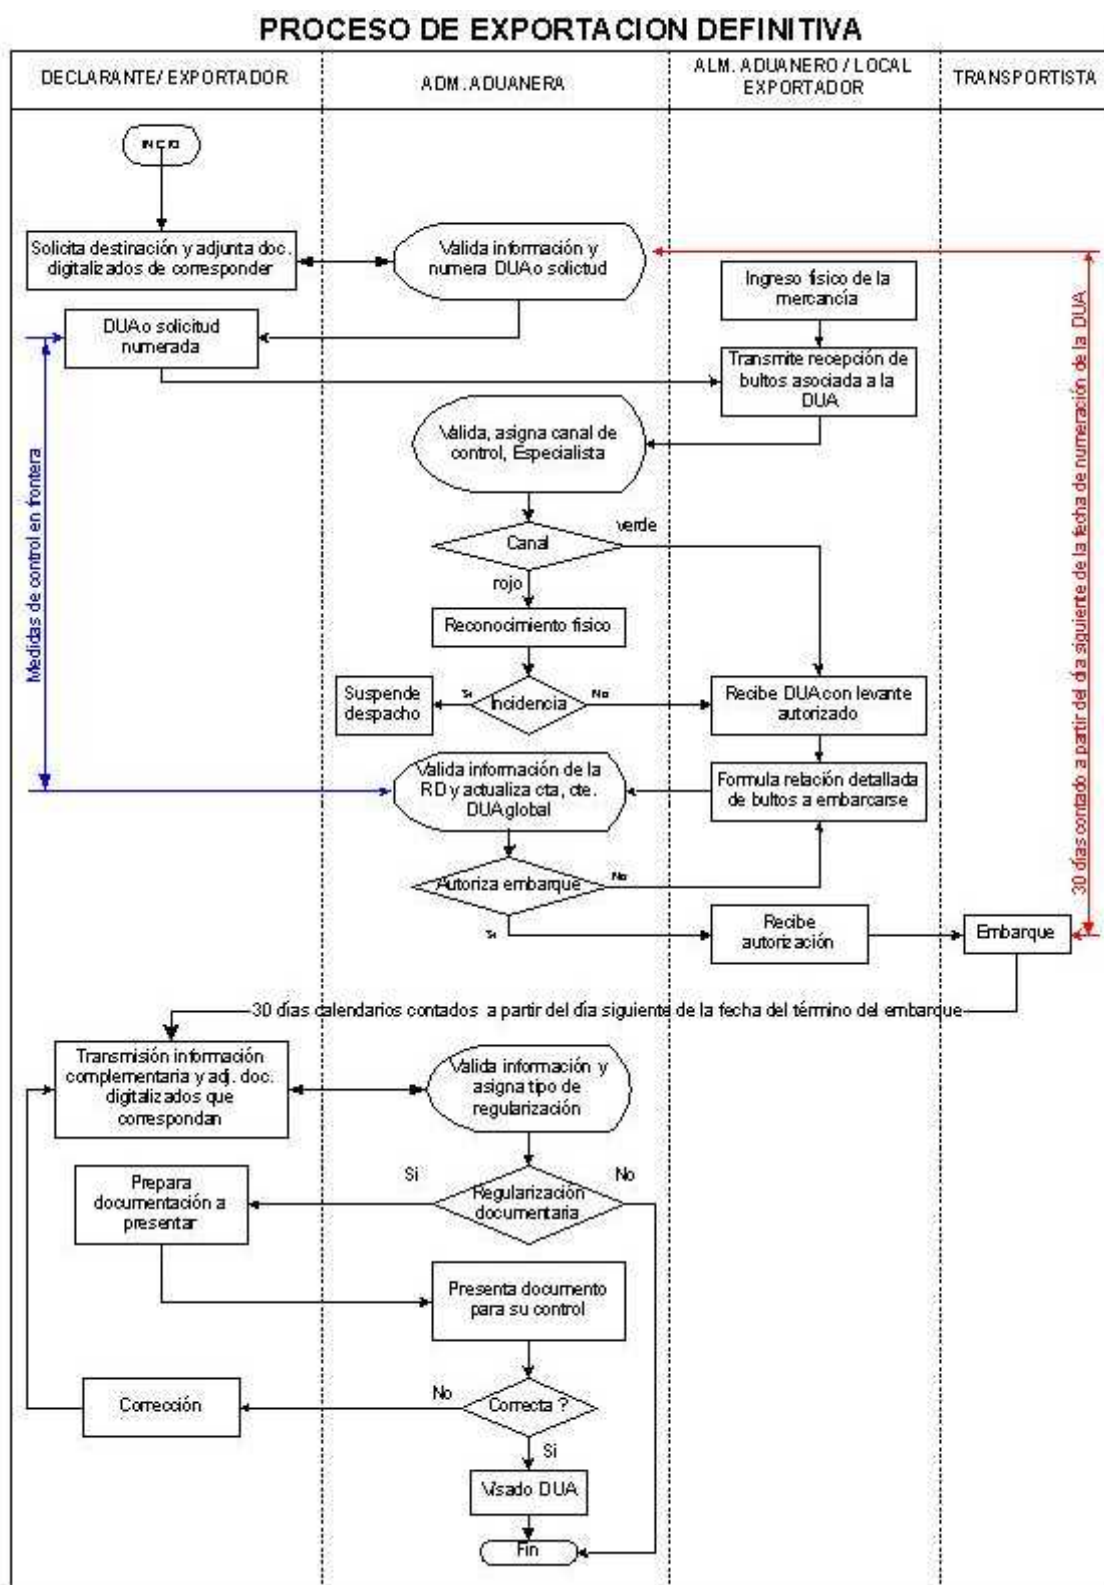 PROCESO DE EXPORTACION DEFINITIVA
DECLARANTE/ EXPORTADOR
ADM. ADUANERA
ALM. ADUANERO / LOCAL
EXPORTADOR
TRANSPORTISTA
INICIO
Solicita destinación y adjunta doc.
digitalizados de corresponder
Valida información y
numera DUA o solicitud
Ingreso físico de la
mercancía
DUA o solicitud
numerada
Transmite recepción de
bultos asociada a la
DUA
Valida, asigna canal de
control, Especialista
Canal
verde
rojo
Reconocimiento físico
Suspende
despacho
Si
Incidencia
No
Recibe DUA con levante
autorizado
Valida información de la
RD y actualiza cta, cte.
DUA global
Formula relación detallada
de bultos a embarcarse
Autoriza embarque
No
Si
Recibe
autorización
Embarque
Medidas de control en frontera
30 días contado a partir del día siguiente de la fecha de numeración de la DUA
30 días calendarios contados a partir del día siguiente de la fecha del término del embarque
Transmisión información
complementaria y adj. doc.
digitalizados que
correspondan
Valida información y
asigna tipo de
regularización
Prepara
documentación a
presentar
Si
Regularización
documentaria
No
Presenta documento
para su control
Corrección
No
Correcta ?
Si
Visado DUA
Fin